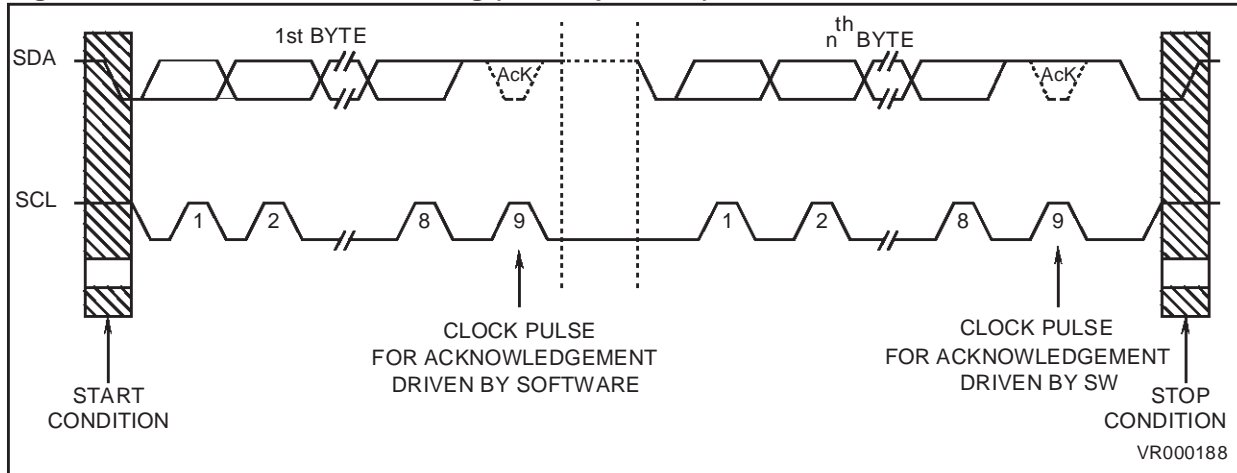 1st BYTE
nth BYTE
SDA
AcK
AcK
SCL
1
2
8
9
1
2
8
9
CLOCK PULSE
FOR ACKNOWLEDGEMENT
DRIVEN BY SOFTWARE
CLOCK PULSE
FOR ACKNOWLEDGEMENT
DRIVEN BY SW
START
CONDITION
STOP
CONDITION
VR000188